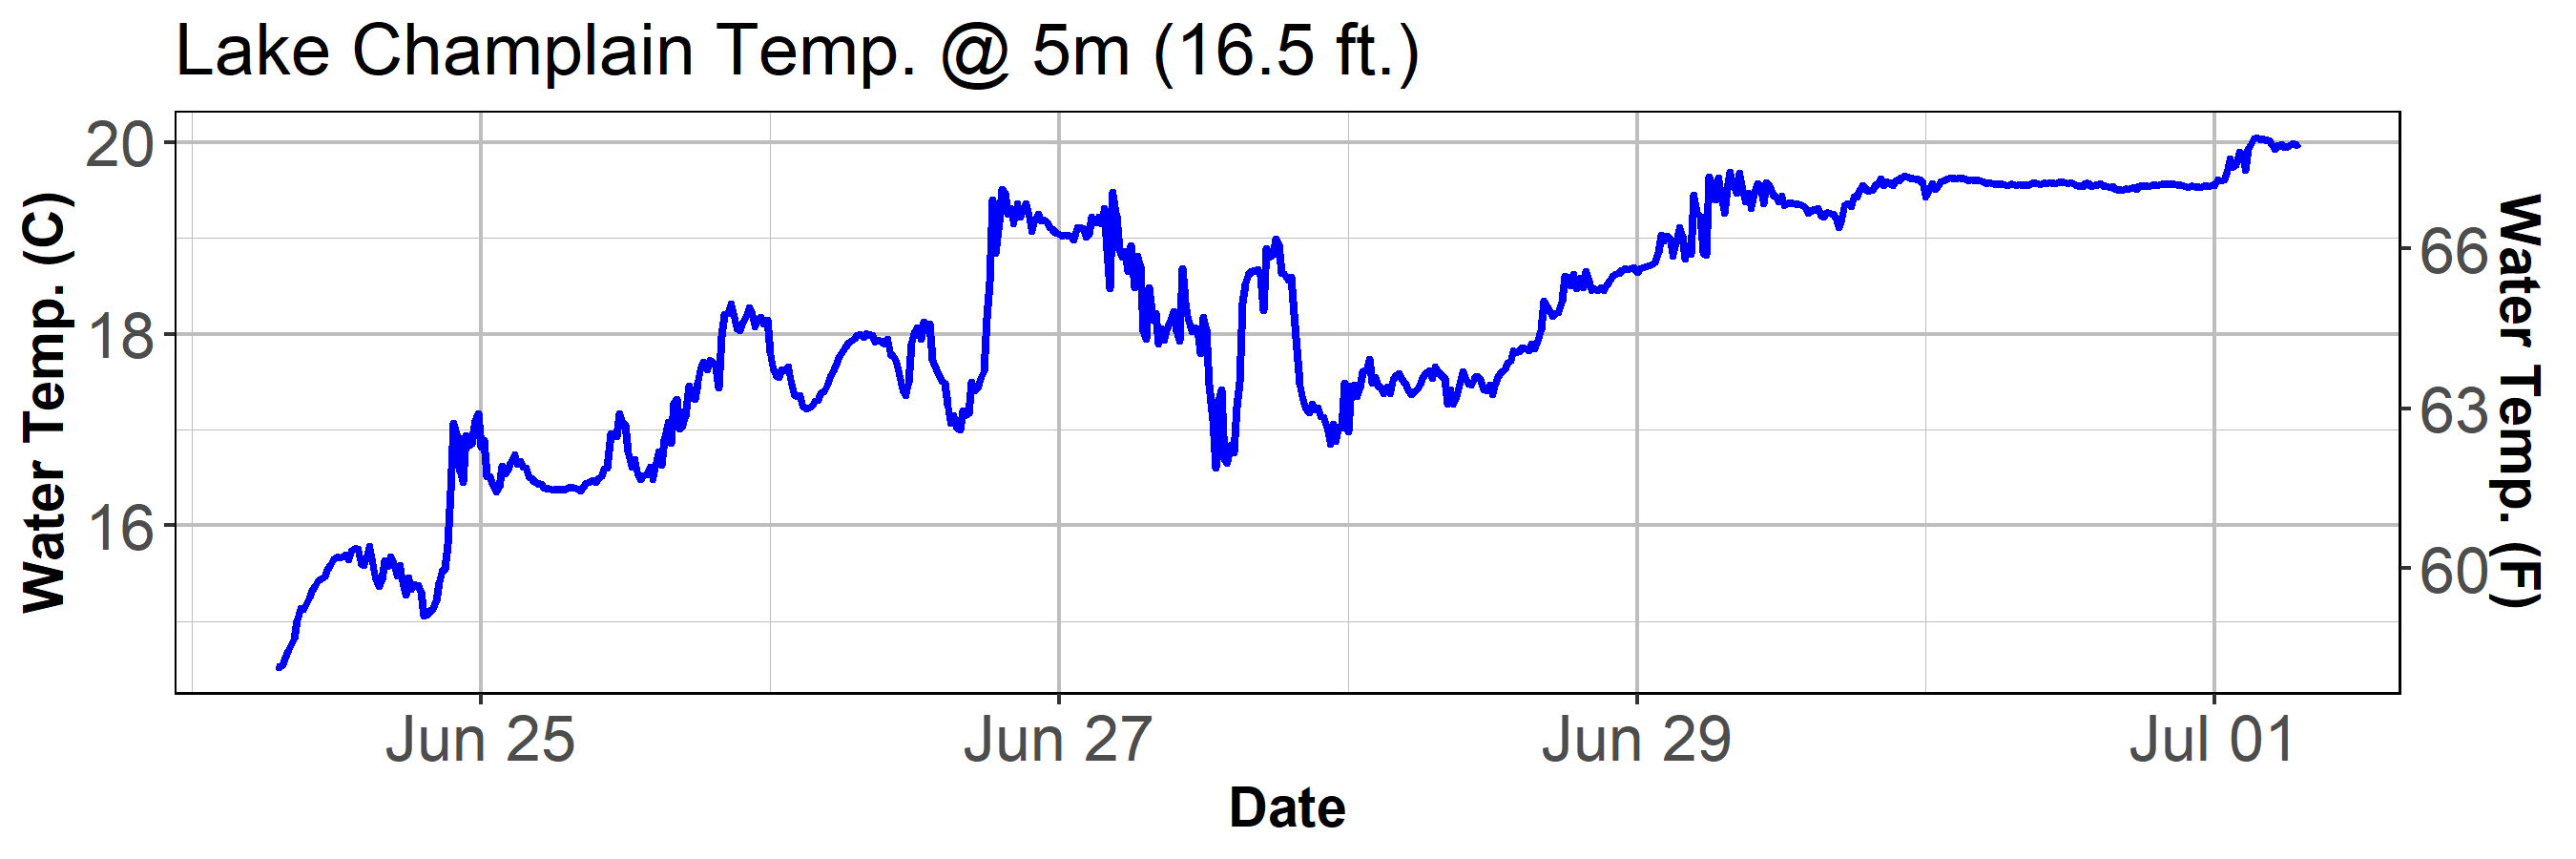 Lake Champlain Temp. @ 5m (16.5 ft.)
Water Temp. (C)
20
18
16
66
63
60
Water Temp. (F)
Jun 25
Jun 27
Jun 29
Jul 01
Date